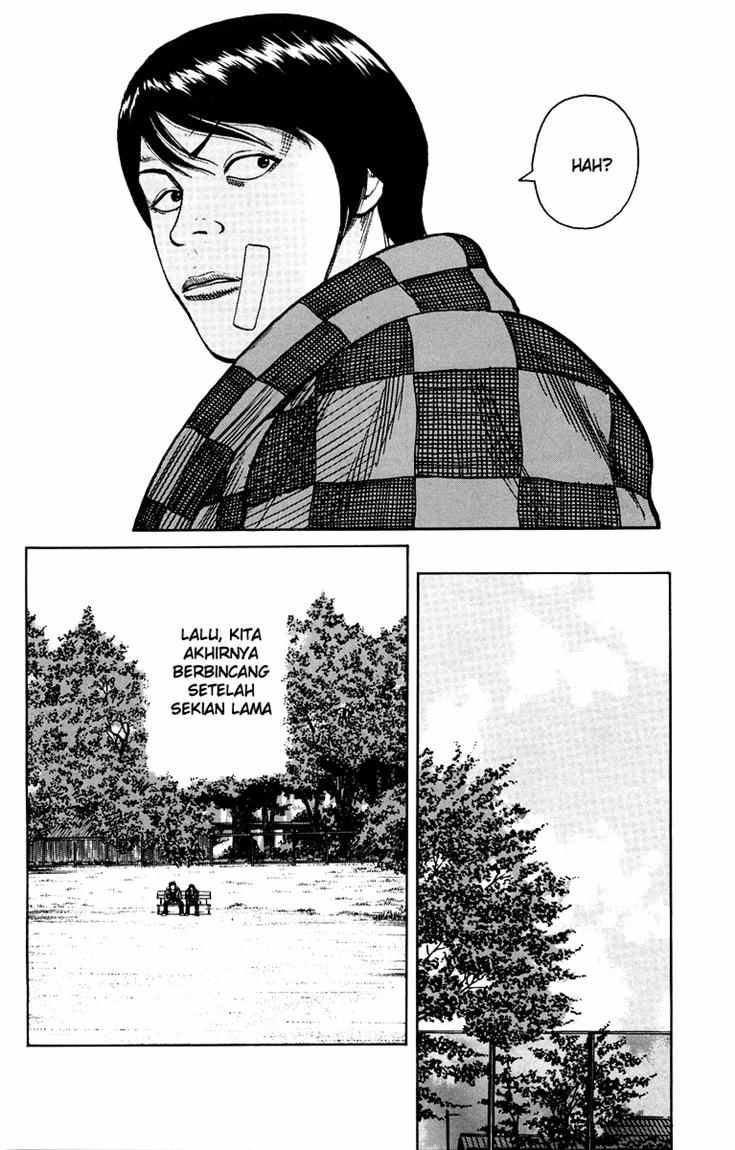 HAH?
LALU, KITA
AKHIRNYA
BERBINCANG
SETELAH
SEKIAN LAMA